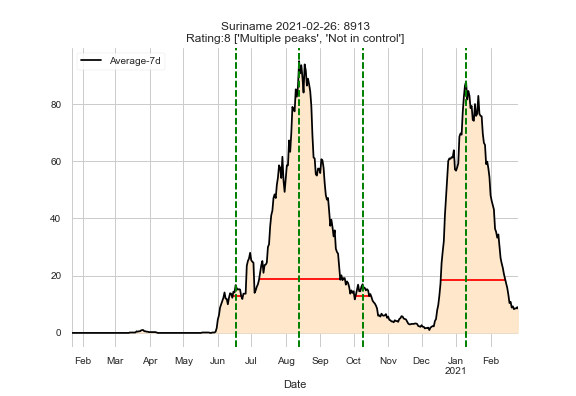 Suriname 2021-02-26: 8913
Rating:8 ['Multiple peaks', 'Not in control']
Average-7d
80
60
40
20
0
Feb Mar Apr May Jun Jul Aug Sep Oct Nov Dec Jan Feb
2021
Date